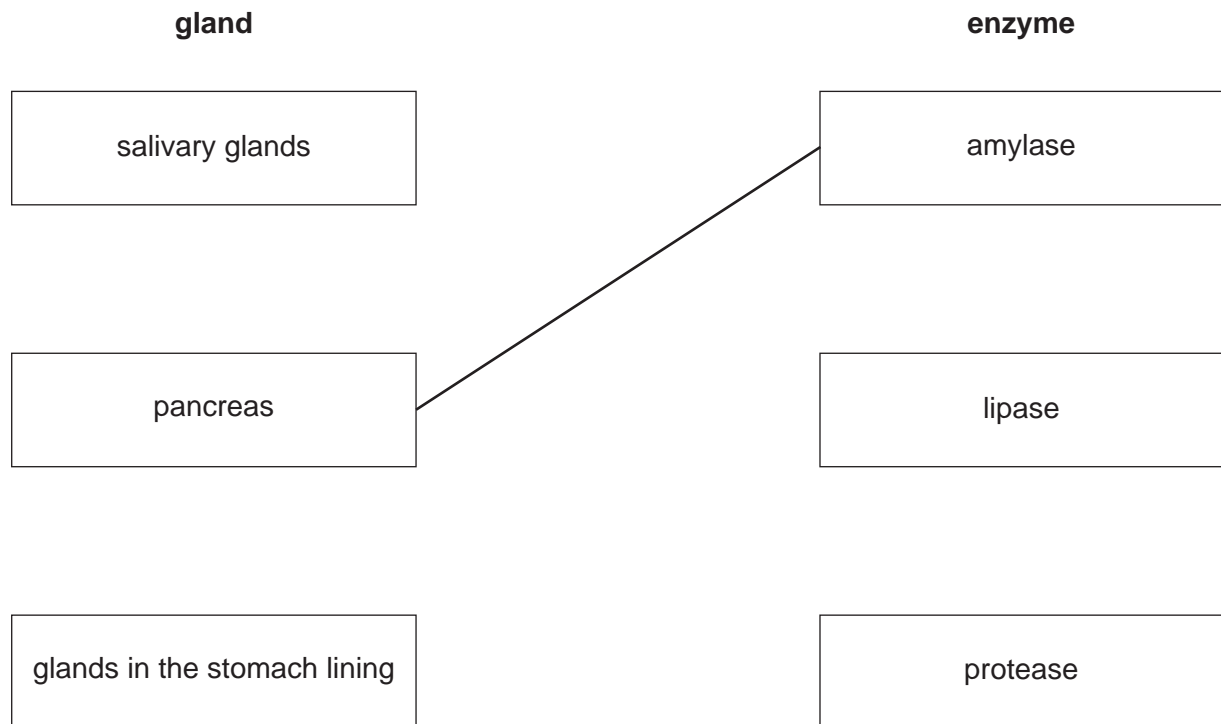 gland
enzyme
salivary glands
amylase
pancreas
lipase
glands in the stomach lining
protease